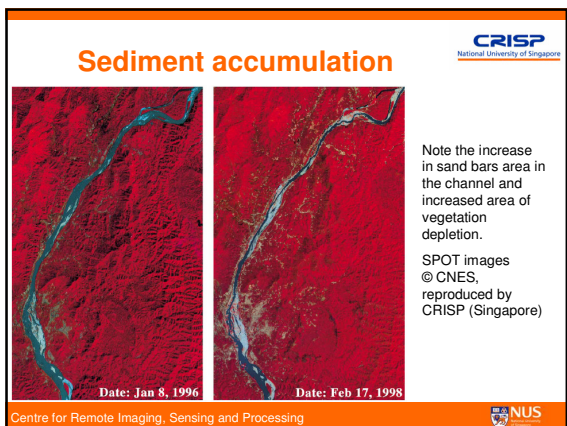 CRISP
National University of Singapore
Sediment accumulation
Note the increase
in sand bars area in
the channel and
increased area of
vegetation
depletion.
SPOT images
© CNES,
reproduced by
CRISP (Singapore)
Date: Jan 8, 1996
Date: Feb 17, 1998
Centre for Remote Imaging, Sensing and Processing
NUS